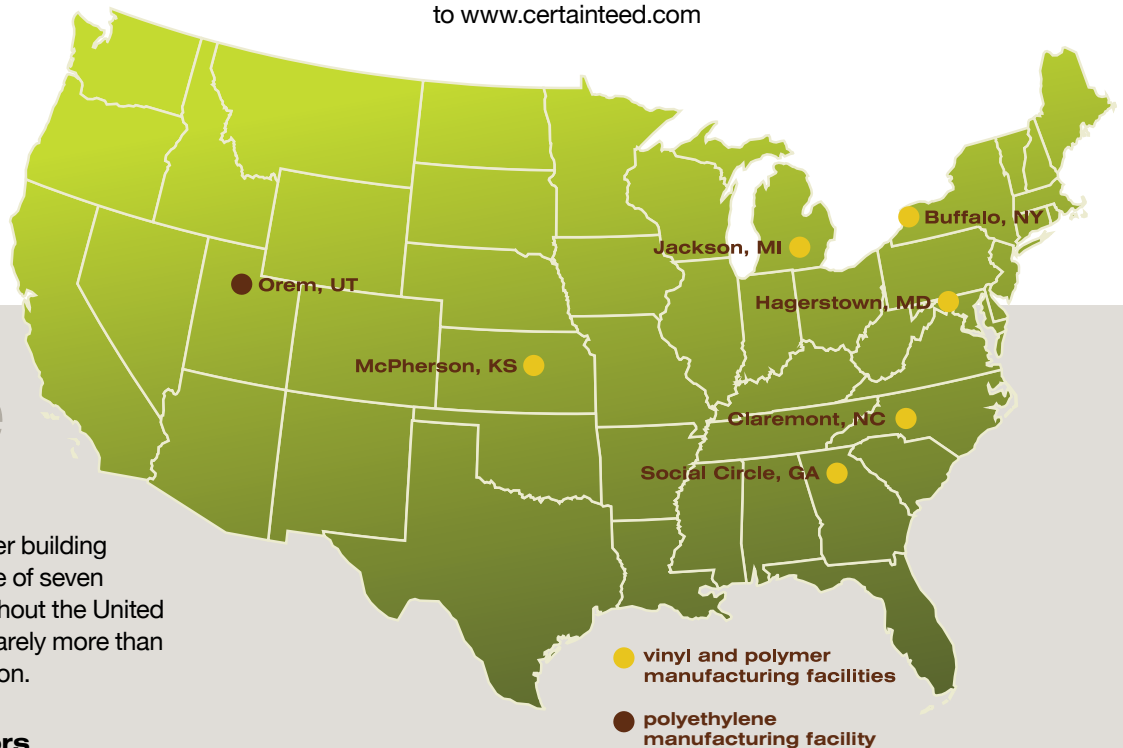 to www.certainteed.com
Buffalo, NY
Jackson, MI
Orem, UT
Hagerstown, MD
McPherson, KS
Claremont, NC
Social Circle, GA
er building
e of seven
hout the United
arely more than
on.
ors
vinyl and polymer
manufacturing facilities
polyethylene
manufacturing facility